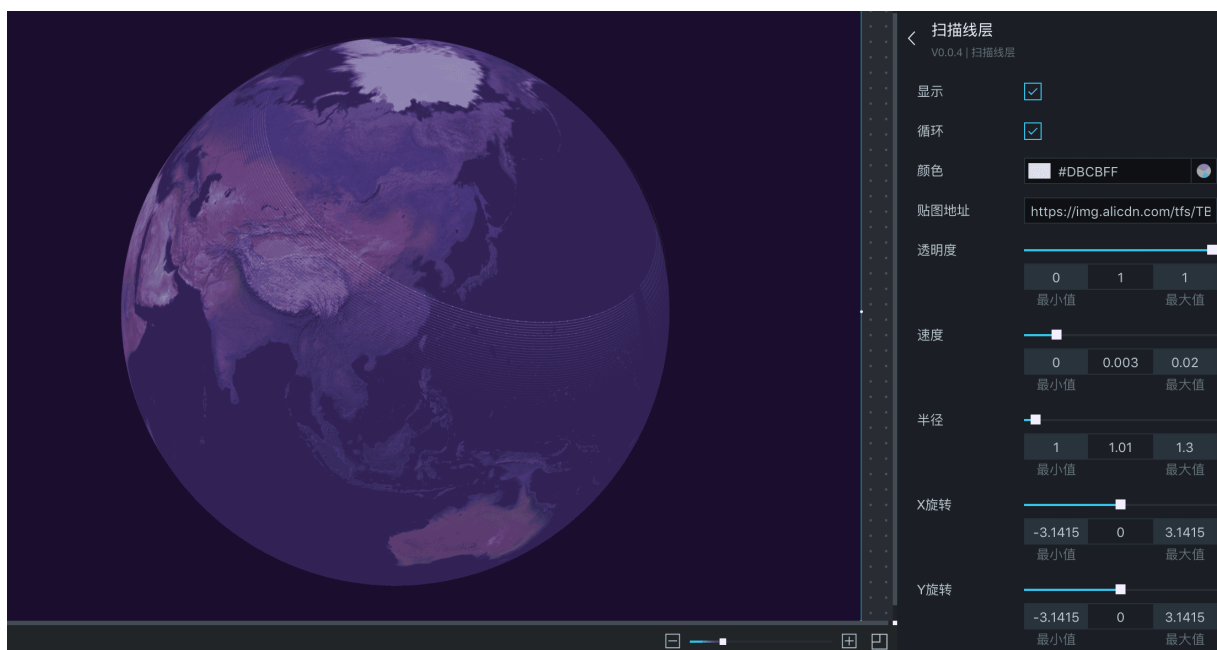 扫描线层
V0.0.4 | 扫描线层
显示
循环
颜色 #DBCBFF
贴图地址 https://img.alicdn.com/tfs/TE
透明度
0 1 1
最小值 最大值
速度
0 0.003 0.02
最小值 最大值
半径
1 1.01 1.3
最小值 最大值
X旋转
-3.1415 0 3.1415
最小值 最大值
Y旋转
-3.1415 0 3.1415
最小值 最大值